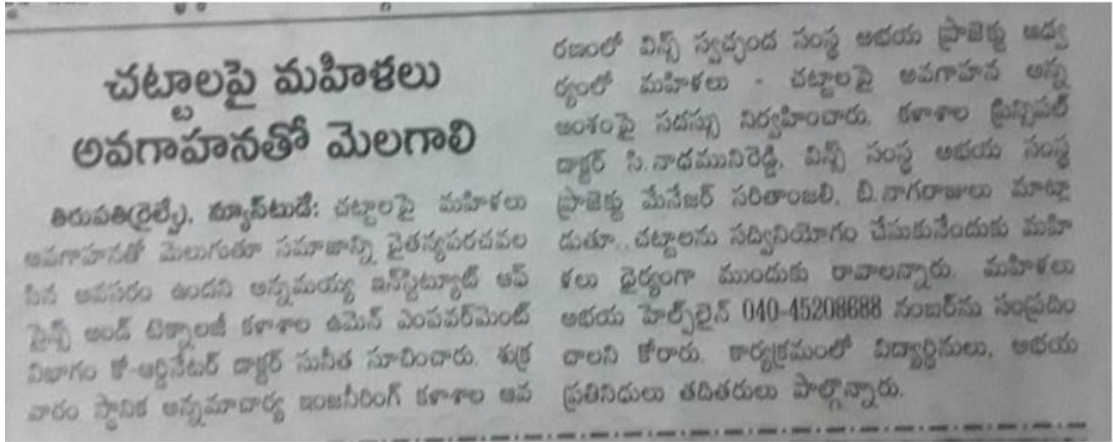 చట్టాలపై మహిళలు
అవగాహనతో మెలగాలి
తిరుపతి(రైల్వే), న్యూస్‌టుడే: చట్టాలపై మహిళలు
అవగాహనతో మెలుగుతూ సమాజాన్ని చైతన్యపరచవల
సిన అవసరం ఉందని అన్నమయ్య ఇన్‌స్టిట్యూట్ ఆఫ్
సైన్స్ అండ్ టెక్నాలజీ కళాశాల ఉమెన్ ఎంపవర్‌మెంట్
విభాగం కో-ఆర్డినేటర్ డాక్టర్ సునీత సూచించారు. శుక్ర
వారం స్థానిక అన్నమాచార్య ఇంజనీరింగ్ కళాశాల ఆవ
రణంలో విన్స్ స్వచ్ఛంద సంస్థ అభయ ప్రాజెక్టు ఆధ్వ
ర్యంలో మహిళలు - చట్టాలపై అవగాహన అన్న
అంశంపై సదస్సు నిర్వహించారు. కళాశాల ప్రిన్సిపల్
డాక్టర్ సి.నాథమునిరెడ్డి, విన్స్ సంస్థ అభయ సంస్థ
ప్రాజెక్టు మేనేజర్ సరితాంజలి, బి.నాగరాజులు మాట్లా
డుతూ.. చట్టాలను సద్వినియోగం చేసుకునేందుకు మహి
ళలు ధైర్యంగా ముందుకు రావాలన్నారు. మహిళలు
అభయ హెల్ప్‌లైన్ 040-45208688 నంబర్‌ను సంప్రదిం
చాలని కోరారు. కార్యక్రమంలో విద్యార్థినులు, అభయ
ప్రతినిధులు తదితరులు పాల్గొన్నారు.